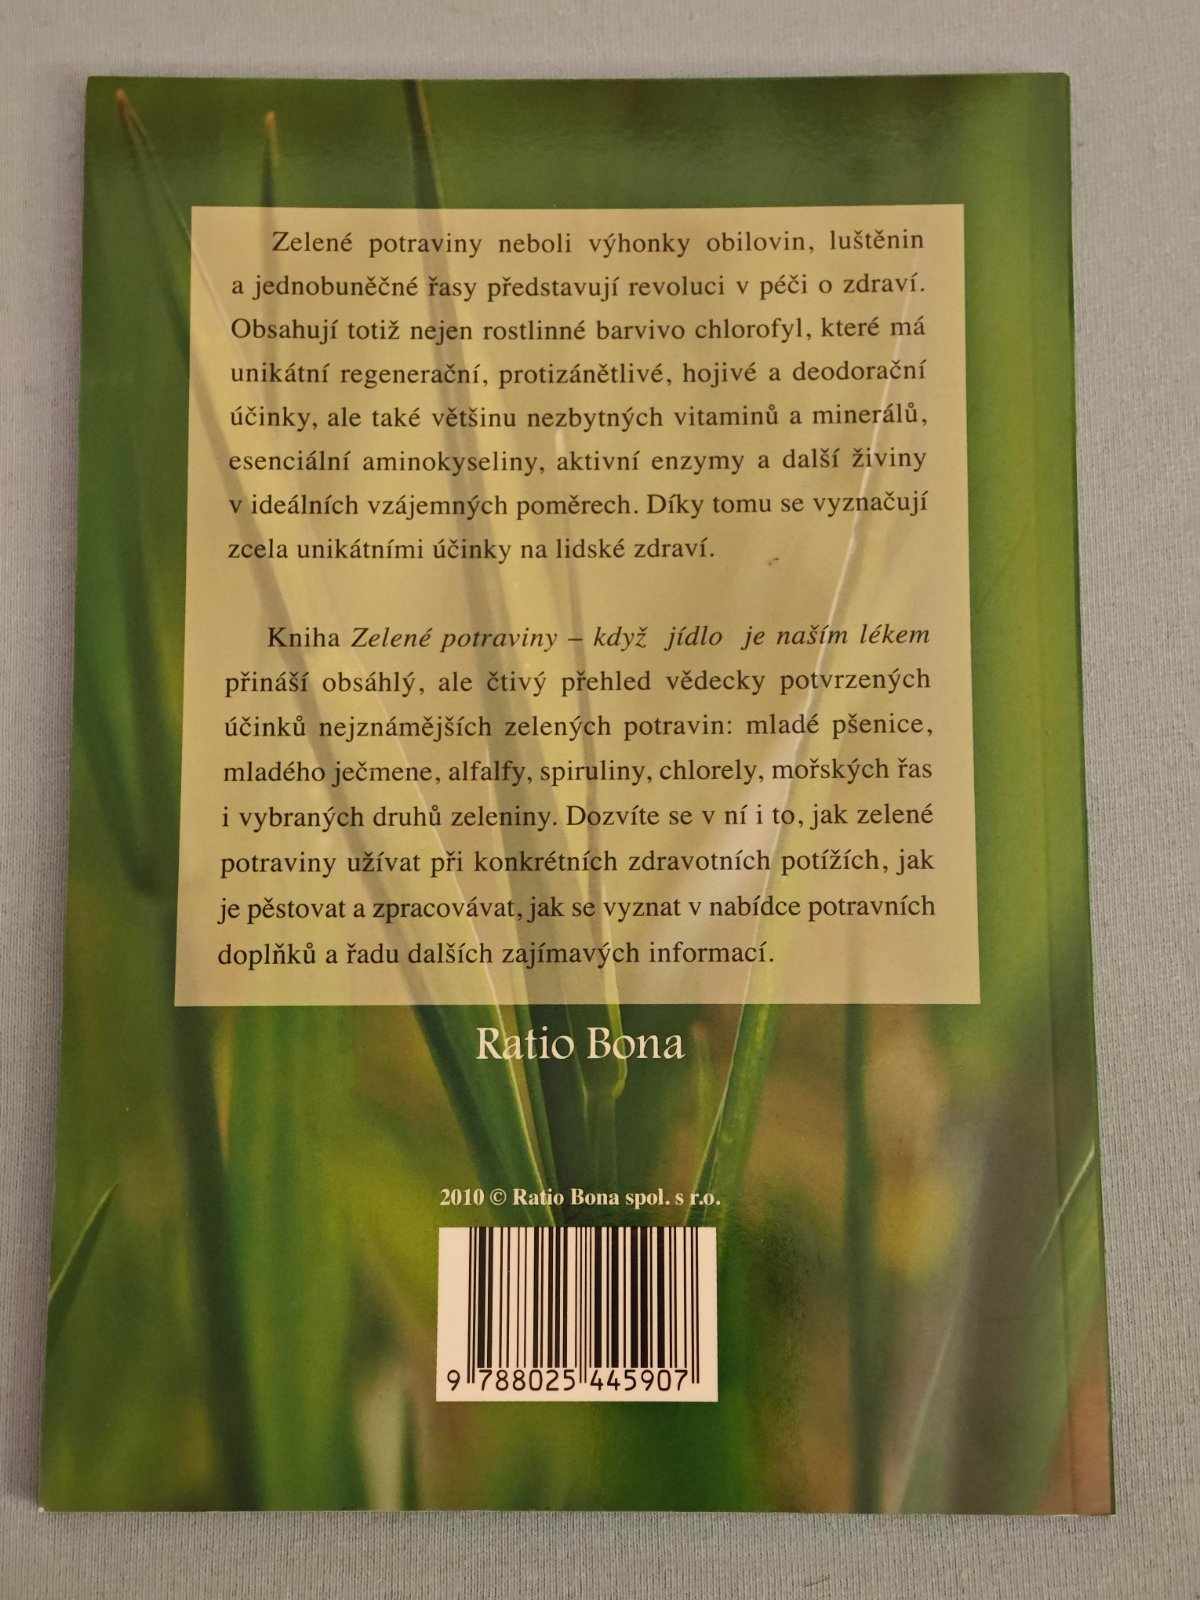 Zelené potraviny neboli výhonky obilovin, luštěnin
a jednobuněčné řasy představují revoluci v péči o zdraví.
Obsahují totiž nejen rostlinné barvivo chlorofyl, které má
unikátní regenerační, protizánětlivé, hojivé a deodorační
účinky, ale také většinu nezbytných vitaminů a minerálů,
esenciální aminokyseliny, aktivní enzymy a další živiny
v ideálních vzájemných poměrech. Díky tomu se vyznačují
zcela unikátními účinky na lidské zdraví.
Kniha Zelené potraviny – když jídlo je naším lékem
přináší obsáhlý, ale čtivý přehled vědecky potvrzených
účinků nejznámějších zelených potravin: mladé pšenice,
mladého ječmene, alfalfy, spiruliny, chlorely, mořských řas
i vybraných druhů zeleniny. Dozvíte se v ní i to, jak zelené
potraviny užívat při konkrétních zdravotních potížích, jak
je pěstovat a zpracovávat, jak se vyznat v nabídce potravních
doplňků a řadu dalších zajímavých informací.
Ratio Bona
2010 © Ratio Bona spol. s r.o.
9 788025 445907